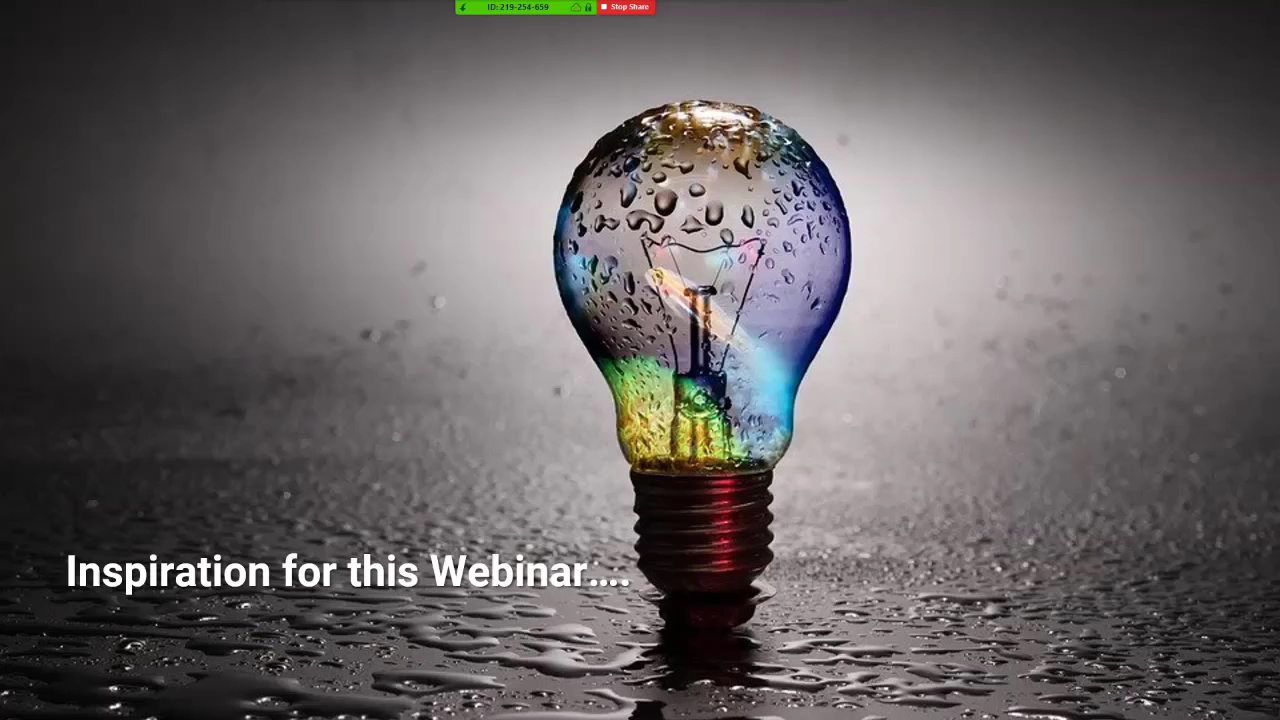 ID: 219-254-659 Stop Share
Inspiration for this Webinar....